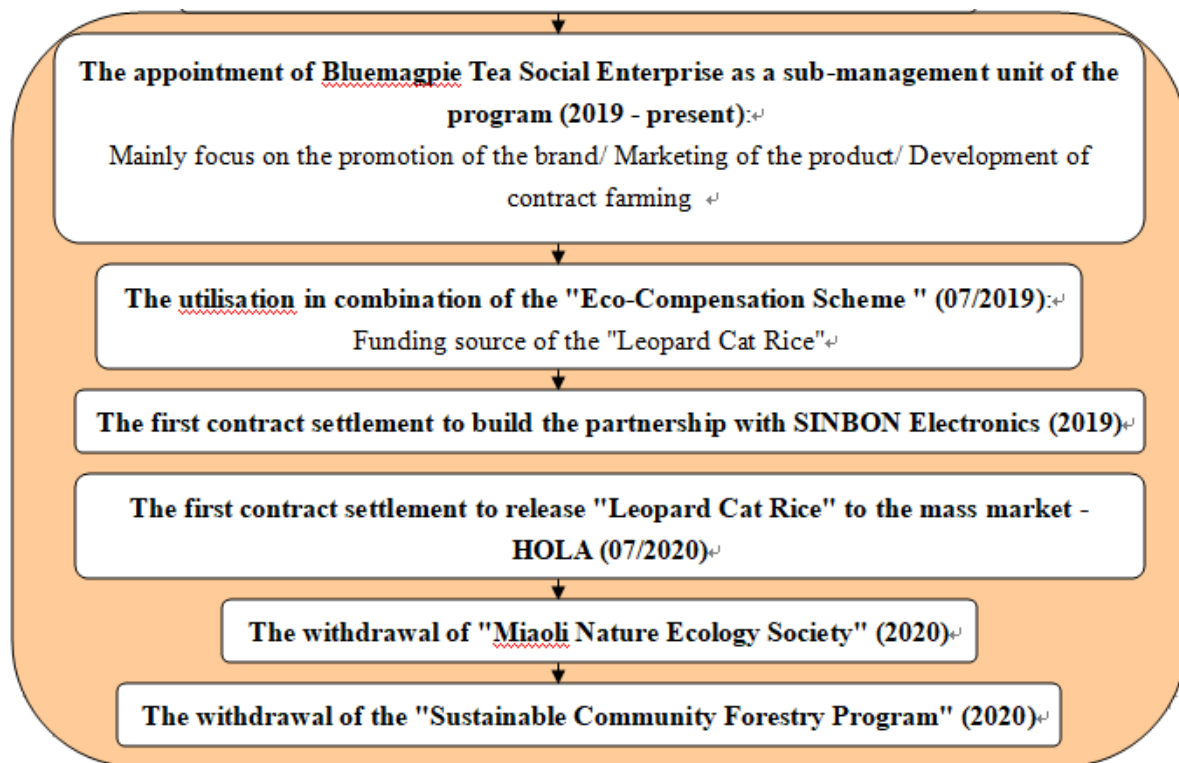 The appointment of Bluemagpie Tea Social Enterprise as a sub-management unit of the
program (2019 - present):
Mainly focus on the promotion of the brand/ Marketing of the product/ Development of
contract farming
The utilisation in combination of the "Eco-Compensation Scheme " (07/2019):
Funding source of the "Leopard Cat Rice"
The first contract settlement to build the partnership with SINBON Electronics (2019)
The first contract settlement to release "Leopard Cat Rice" to the mass market -
HOLA (07/2020)
The withdrawal of "Miaoli Nature Ecology Society" (2020)
The withdrawal of the "Sustainable Community Forestry Program" (2020)